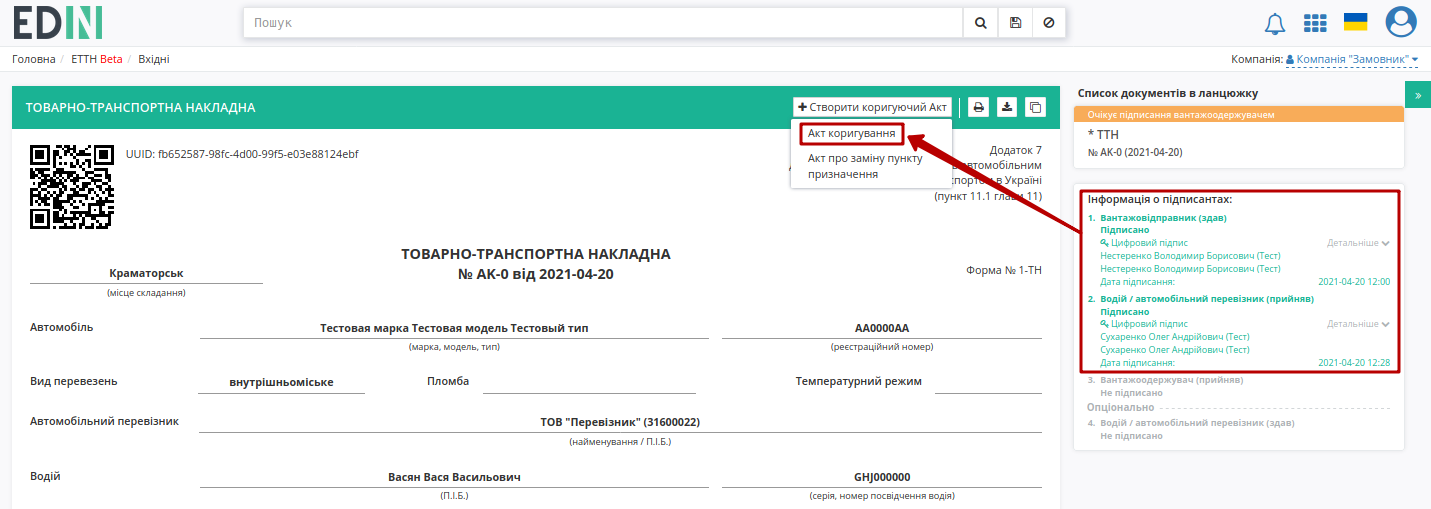 EDIN
Пошук
Головна / ЕТТН Beta / Вхідні
Компанія: Компанія "Замовник"
ТОВАРНО-ТРАНСПОРТНА НАКЛАДНА
Створити коригуючий Акт
Акт коригування
Акт про заміну пункту
призначення
UUID: fb652587-98fc-4d00-99f5-e03e88124ebf
Додаток 7
автомобільним
в Україні
(пункт 11.1 глави 11)
ТОВАРНО-ТРАНСПОРТНА НАКЛАДНА
№ AK-0 від 2021-04-20
Краматорськ
(місце складання)
Форма № 1-ТН
Автомобіль
Тестовая марка Тестовая модель Тестовый тип
AA0000AA
(марка, модель, тип)
(реєстраційний номер)
Вид перевезень
внутрішньоміське
Пломба
Температурний режим
Автомобільний перевізник
ТОВ "Перевізник" (31600022)
(найменування / П.І.Б.)
Водій
Васян Вася Васильович
GHJ000000
(П.І.Б.)
(серія, номер посвідчення водія)
Список документів в ланцюжку
»
Очікує підписання вантажоодержувачем
* ТТН
№ AK-0 (2021-04-20)
Інформація о підписантах:
1. Вантажовідправник (здав)
Підписано
Цифровий підпис
Детальніше
Нестеренко Володимир Борисович (Тест)
Нестеренко Володимир Борисович (Тест)
Дата підписання:
2021-04-20 12:00
2. Водій / автомобільний перевізник (прийняв)
Підписано
Цифровий підпис
Детальніше
Сухаренко Олег Андрійович (Тест)
Сухаренко Олег Андрійович (Тест)
Дата підписання:
2021-04-20 12:28
3. Вантажоодержувач (прийняв)
Не підписано
Опціонально
4. Водій / автомобільний перевізник (здав)
Не підписано